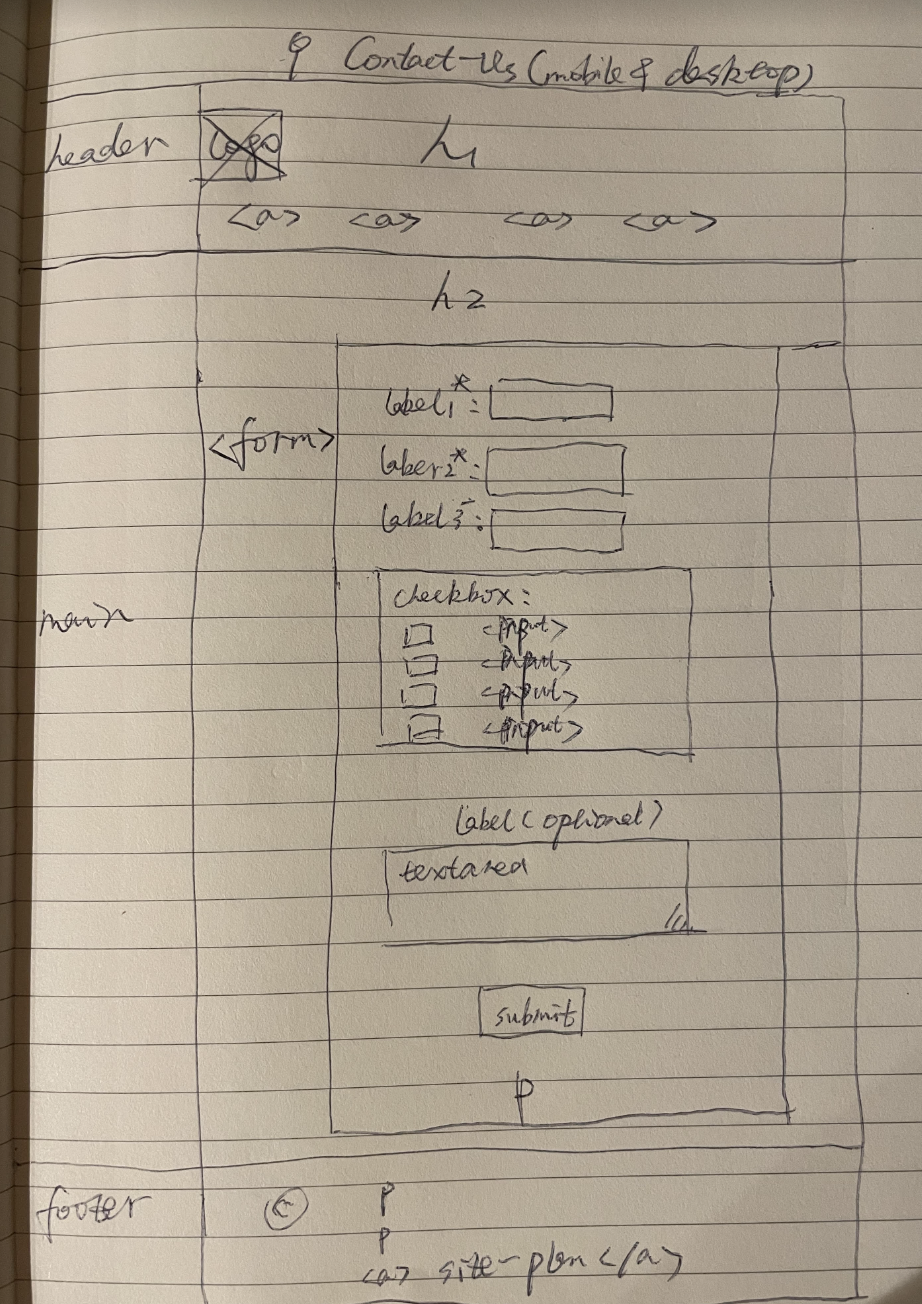 9 Contact-Us (mobile & desktop)
header
Logo
h1
<a> <a> <a> <a>
h2
<form>
label1*:
label2*:
label3:
main
checkbox:
<input>
<input>
<input>
<input>
Label (optional)
textarea
submit
P
footer
© P
P
<a> site-plan </a>